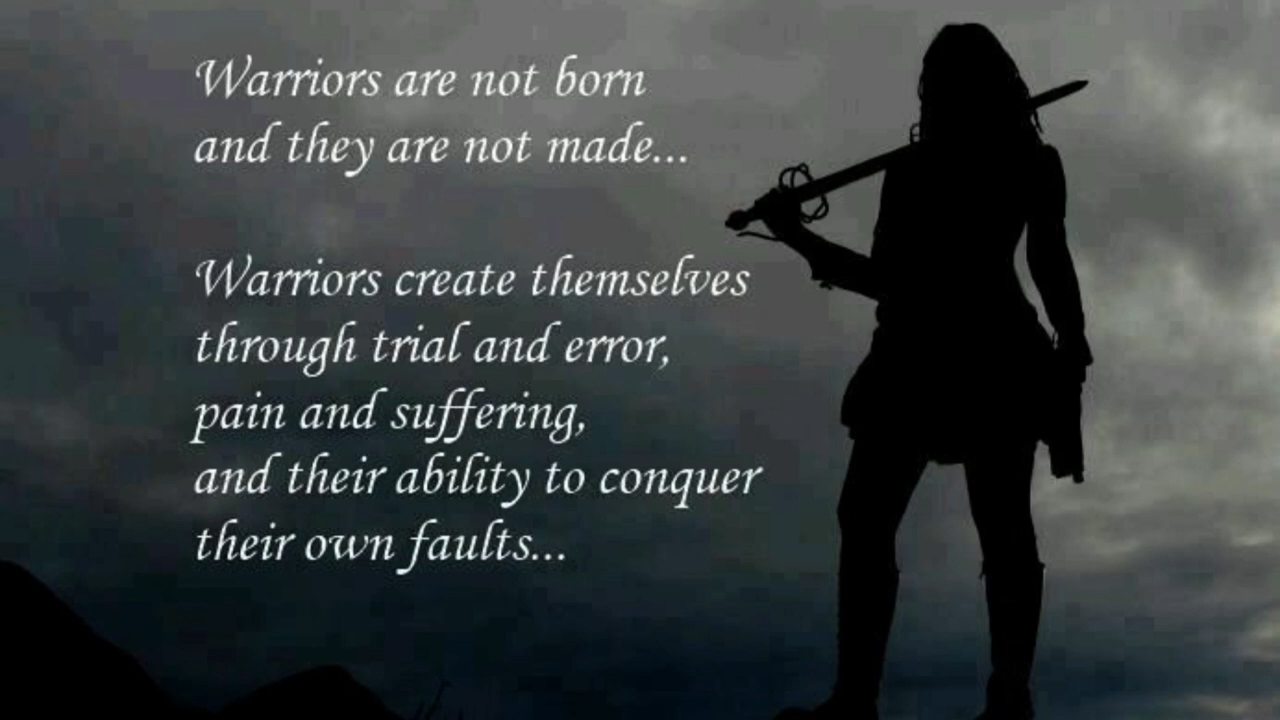 Warriors are not born
and they are not made...
Warriors create themselves
through trial and error,
pain and suffering,
and their ability to conquer
their own faults...